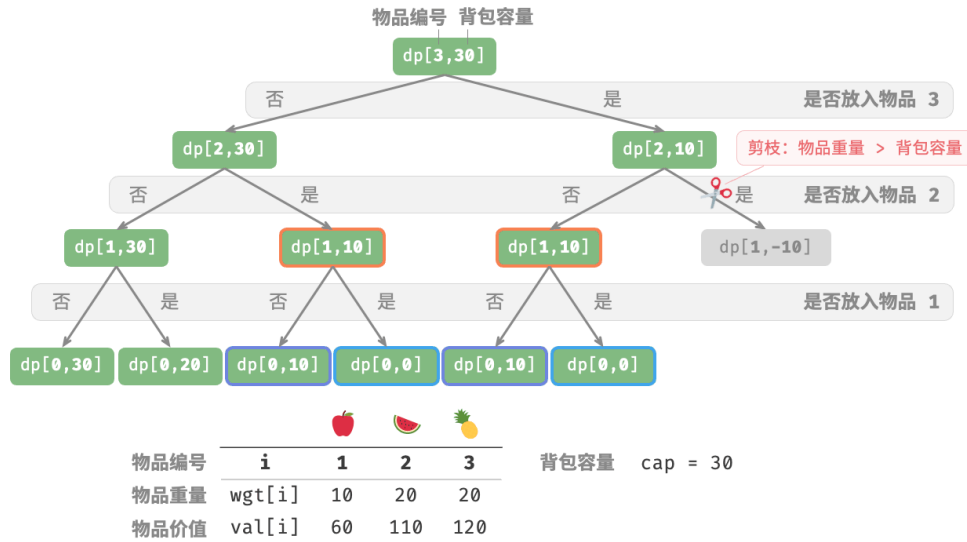 物品编号 背包容量
dp[3,30]
否 是 是否放入物品 3
dp[2,30] dp[2,10] 剪枝：物品重量 > 背包容量
否 是 否 是 是否放入物品 2
dp[1,30] dp[1,10] dp[1,10] dp[1,-10]
否 是 否 是 否 是 是否放入物品 1
dp[0,30] dp[0,20] dp[0,10] dp[0,0] dp[0,10] dp[0,0]
物品编号 i 1 2 3 背包容量 cap = 30
物品重量 wgt[i] 10 20 20
物品价值 val[i] 60 110 120